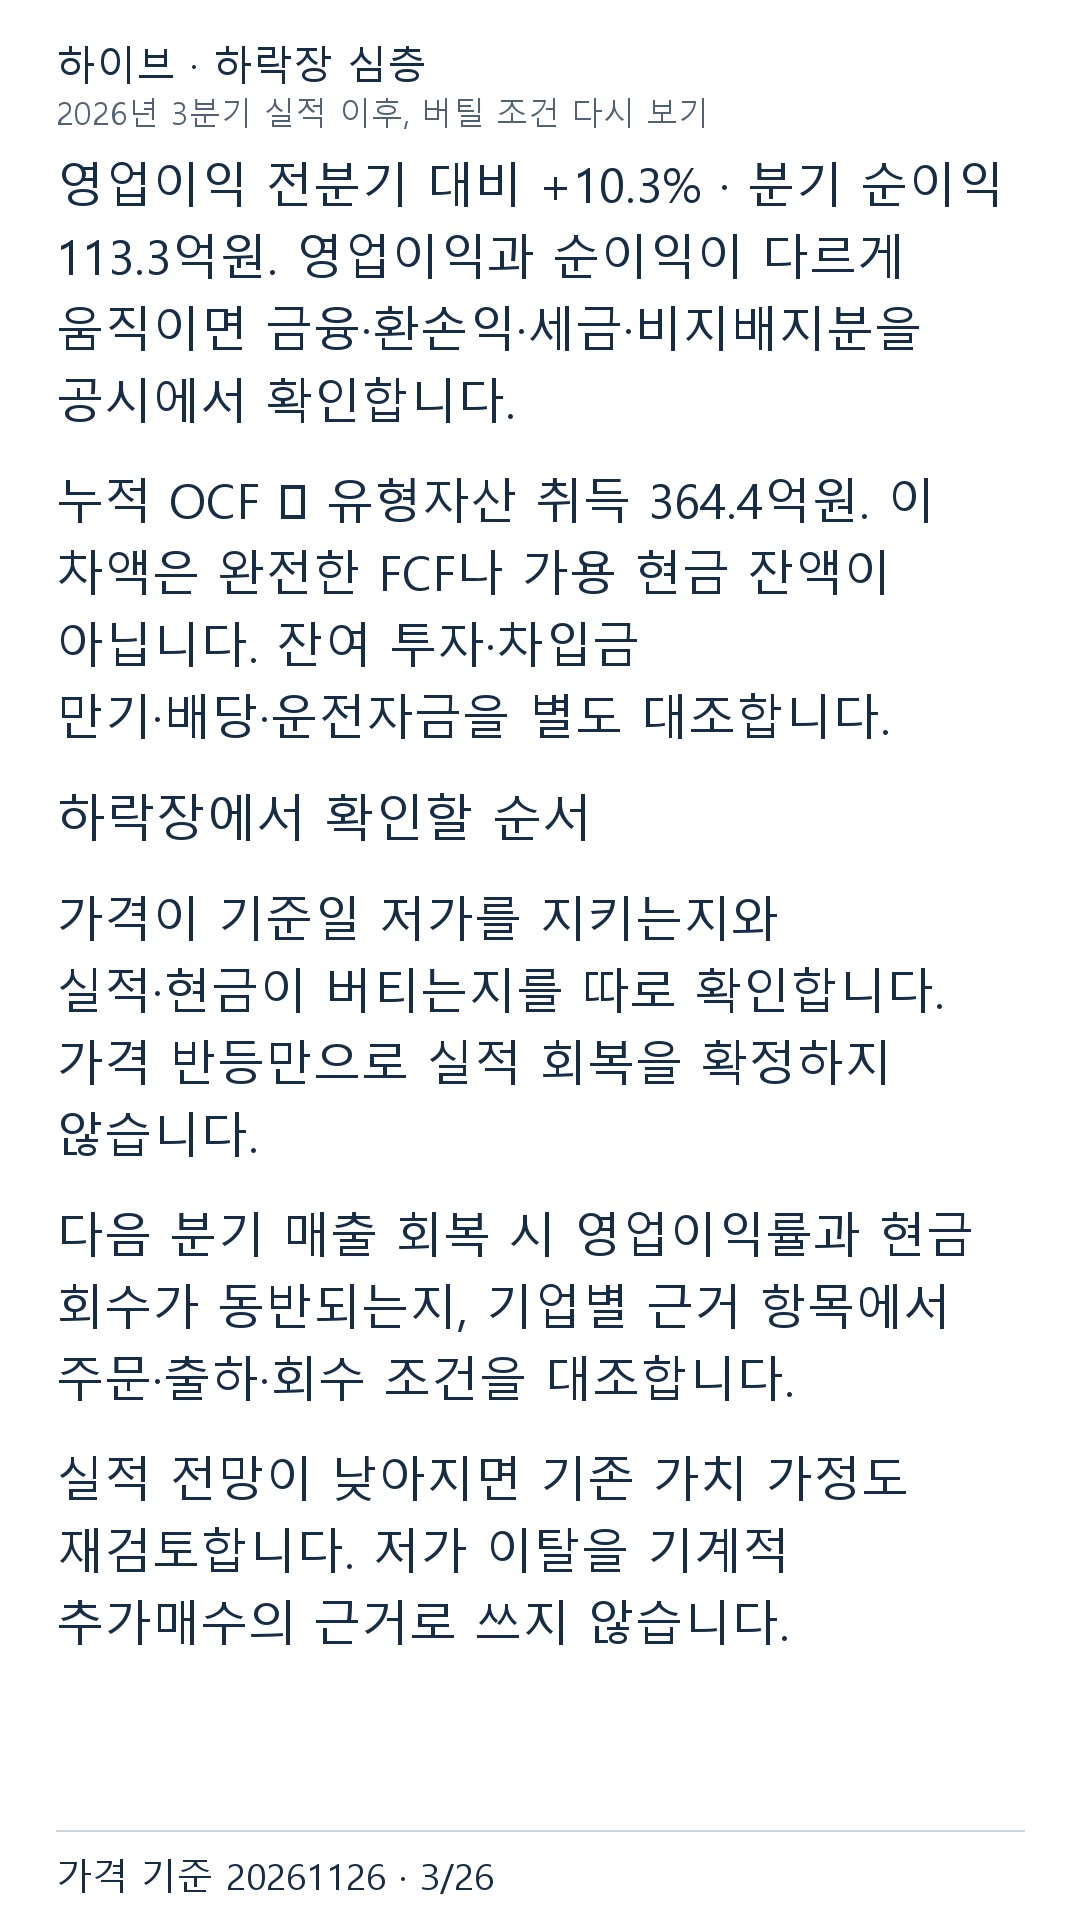 하이브 · 하락장 심층
2026년 3분기 실적 이후, 버틸 조건 다시 보기
영업이익 전분기 대비 +10.3% · 분기 순이익
113.3억원. 영업이익과 순이익이 다르게
움직이면 금융·환손익·세금·비지배지분을
공시에서 확인합니다.
누적 OCF □ 유형자산 취득 364.4억원. 이
차액은 완전한 FCF나 가용 현금 잔액이
아닙니다. 잔여 투자·차입금
만기·배당·운전자금을 별도 대조합니다.
하락장에서 확인할 순서
가격이 기준일 저가를 지키는지와
실적·현금이 버티는지를 따로 확인합니다.
가격 반등만으로 실적 회복을 확정하지
않습니다.
다음 분기 매출 회복 시 영업이익률과 현금
회수가 동반되는지, 기업별 근거 항목에서
주문·출하·회수 조건을 대조합니다.
실적 전망이 낮아지면 기존 가치 가정도
재검토합니다. 저가 이탈을 기계적
추가매수의 근거로 쓰지 않습니다.
가격 기준 20261126 · 3/26